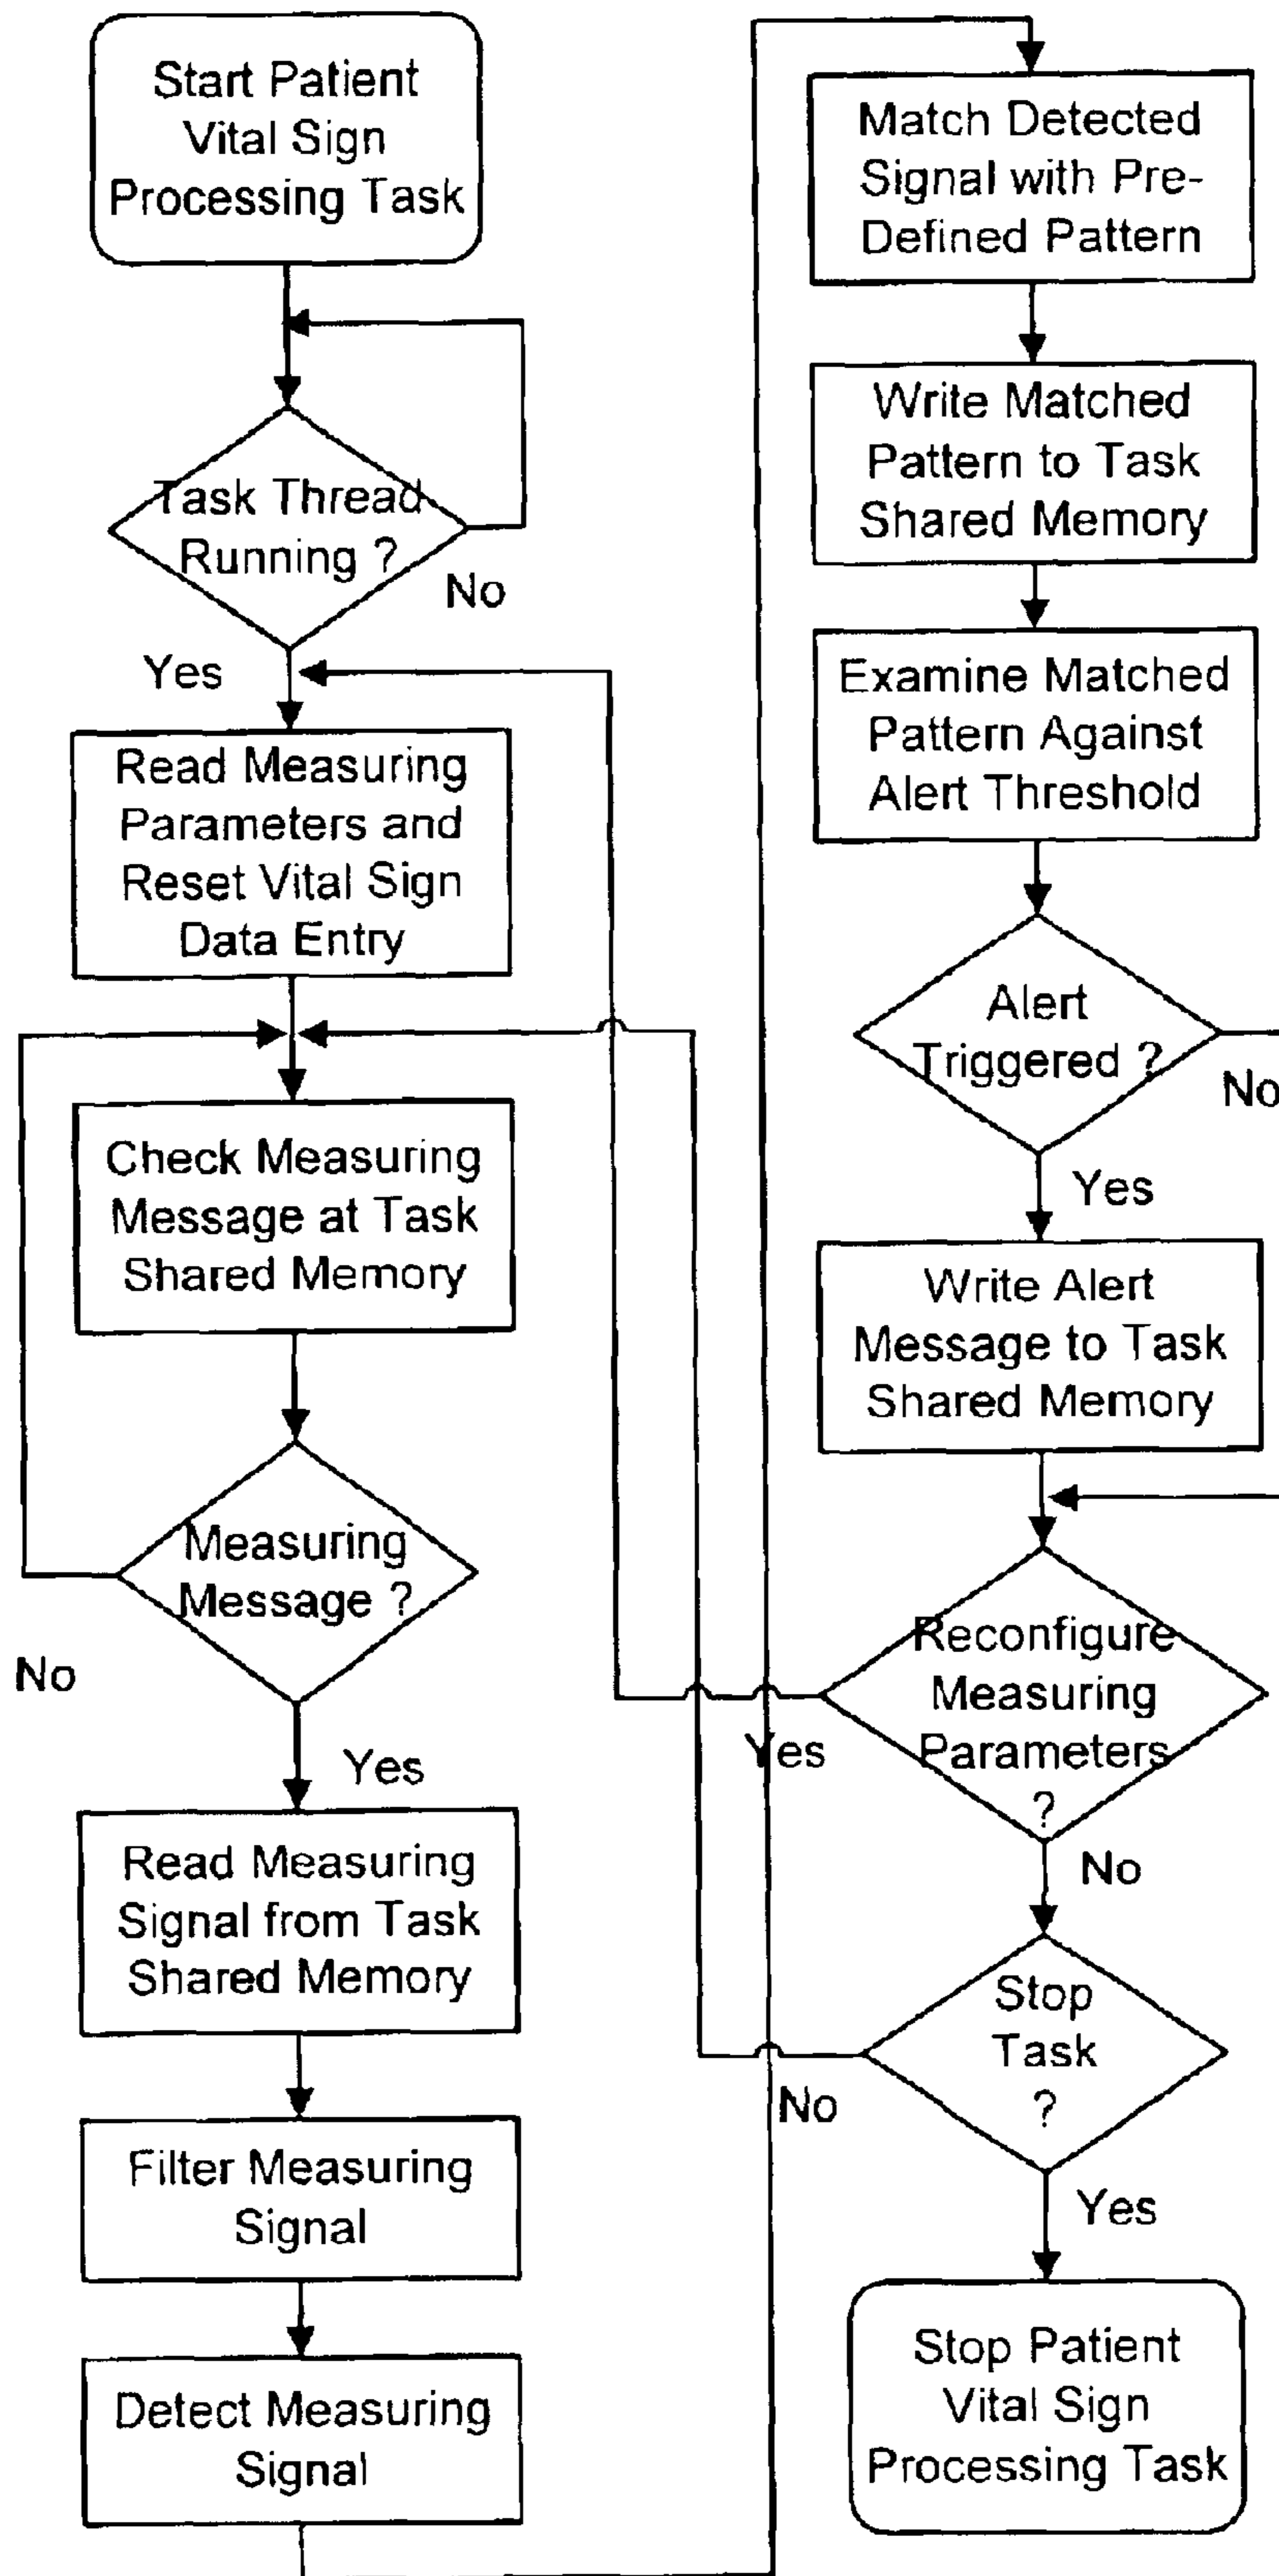 Start Patient
Vital Sign
Processing Task
Task Thread
Running ?
No
Yes
Read Measuring
Parameters and
Reset Vital Sign
Data Entry
Check Measuring
Message at Task
Shared Memory
Measuring
Message ?
No
Yes
Read Measuring
Signal from Task
Shared Memory
Filter Measuring
Signal
Detect Measuring
Signal
Match Detected
Signal with Pre-
Defined Pattern
Write Matched
Pattern to Task
Shared Memory
Examine Matched
Pattern Against
Alert Threshold
Alert
Triggered ?
No
Yes
Write Alert
Message to Task
Shared Memory
Reconfigure
Measuring
Parameters
?
Yes
No
Stop
Task
?
No
Yes
Stop Patient
Vital Sign
Processing Task